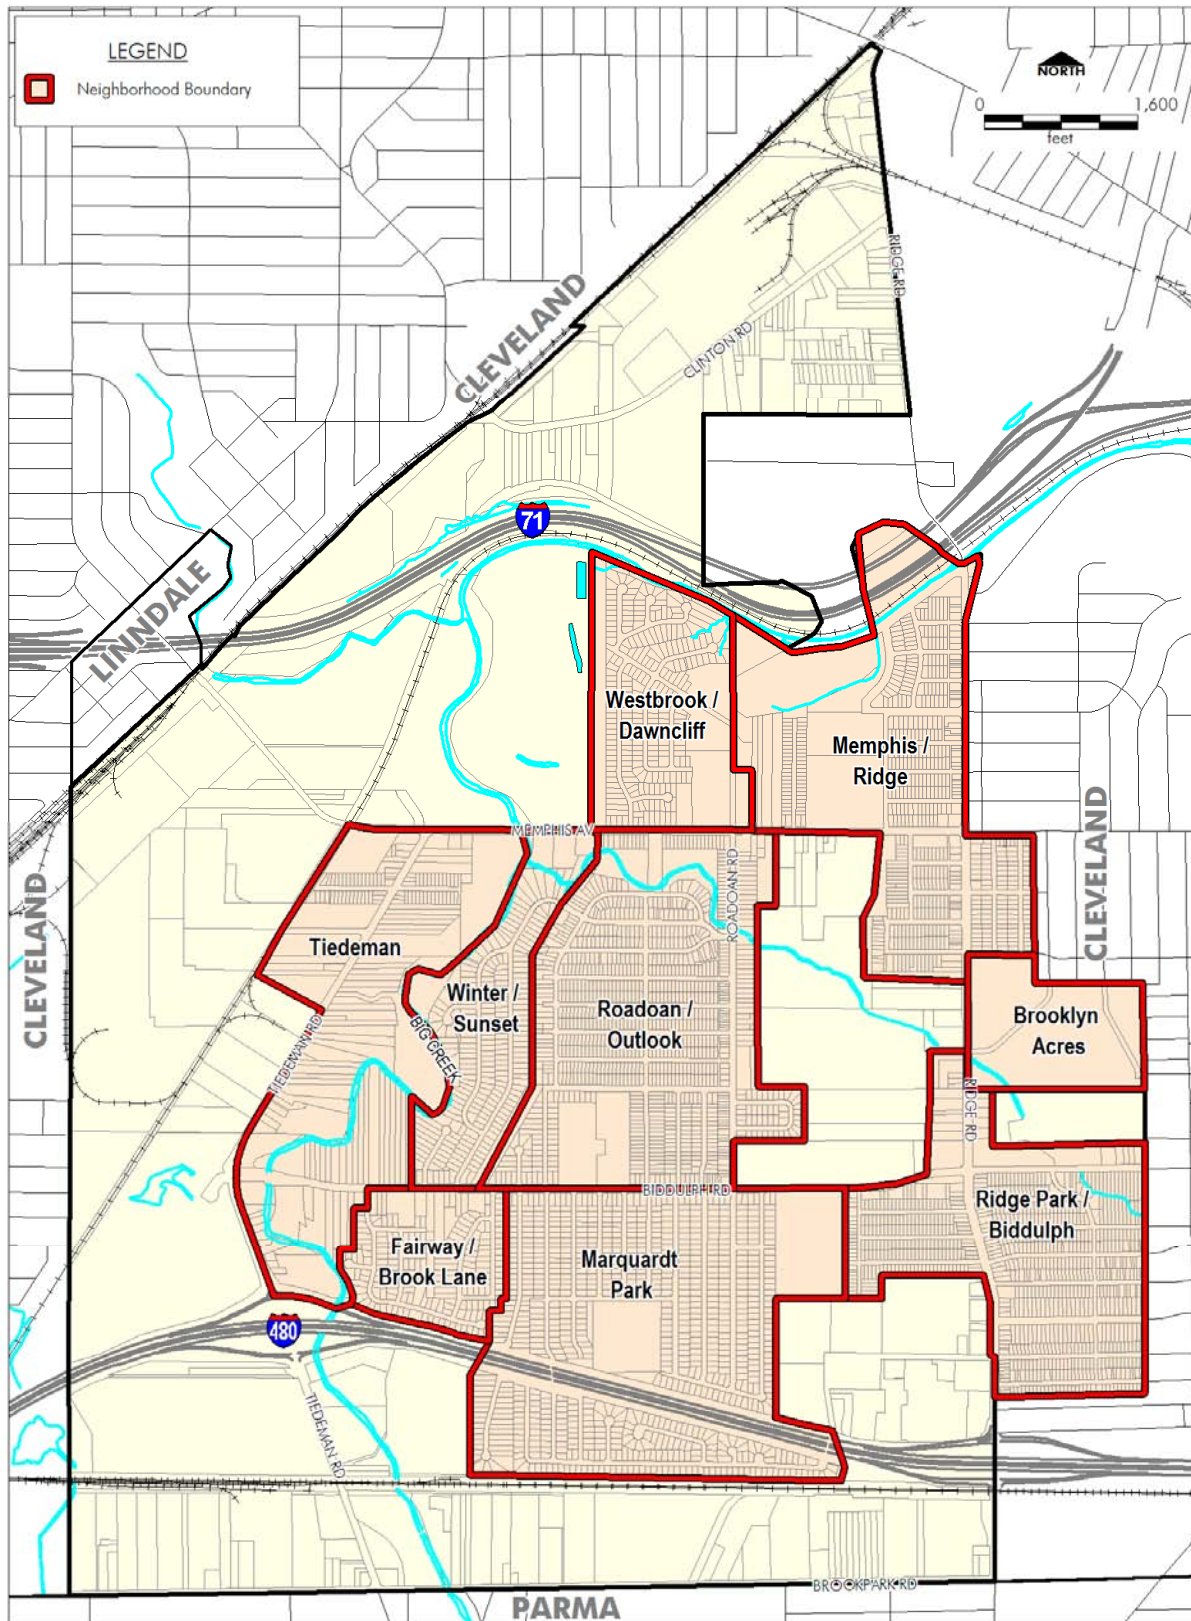 LEGEND
Neighborhood Boundary
NORTH
0 1,600
feet
RIDGE RD
CLEVELAND
CLINTON RD
71
LINNDALE
Westbrook /
Dawncliff
Memphis /
Ridge
CLEVELAND
MEMPHIS AV
ROADOAN RD
CLEVELAND
Tiedeman
Winter /
Sunset
Roadoan /
Outlook
Brooklyn
Acres
BIG CREEK
TIEDEMAN RD
RIDGE RD
BIDDULPH RD
Ridge Park /
Biddulph
Fairway /
Brook Lane
Marquardt
Park
480
TIEDEMAN RD
BROOKPARK RD
PARMA